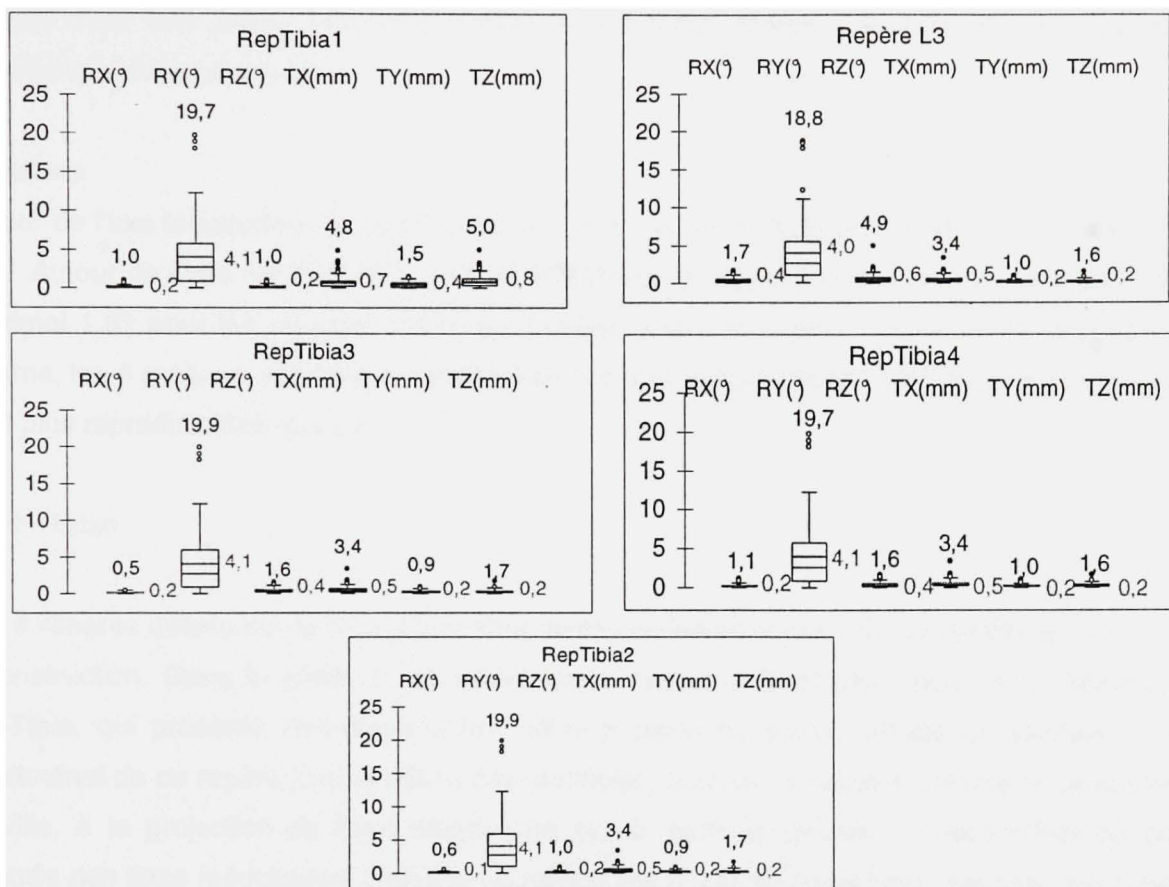 RepTibia1
RX(°) RY(°) RZ(°) TX(mm) TY(mm) TZ(mm)
25
20
15
10
5
0
1,0 19,7 1,0 4,8 1,5 5,0
0,2 4,1 0,2 0,7 0,4 0,8
Repère L3
RX(°) RY(°) RZ(°) TX(mm) TY(mm) TZ(mm)
25
20
15
10
5
0
1,7 18,8 4,9 3,4 1,0 1,6
0,4 4,0 0,6 0,5 0,2 0,2
RepTibia3
RX(°) RY(°) RZ(°) TX(mm) TY(mm) TZ(mm)
25
20
15
10
5
0
0,5 19,9 1,6 3,4 0,9 1,7
0,2 4,1 0,4 0,5 0,2 0,2
RepTibia4
RX(°) RY(°) RZ(°) TX(mm) TY(mm) TZ(mm)
25
20
15
10
5
0
1,1 19,7 1,6 3,4 1,0 1,6
0,2 4,1 0,4 0,5 0,2 0,2
RepTibia2
RX(°) RY(°) RZ(°) TX(mm) TY(mm) TZ(mm)
25
20
15
10
5
0
0,6 19,9 1,0 3,4 0,9 1,7
0,1 4,1 0,2 0,5 0,2 0,2